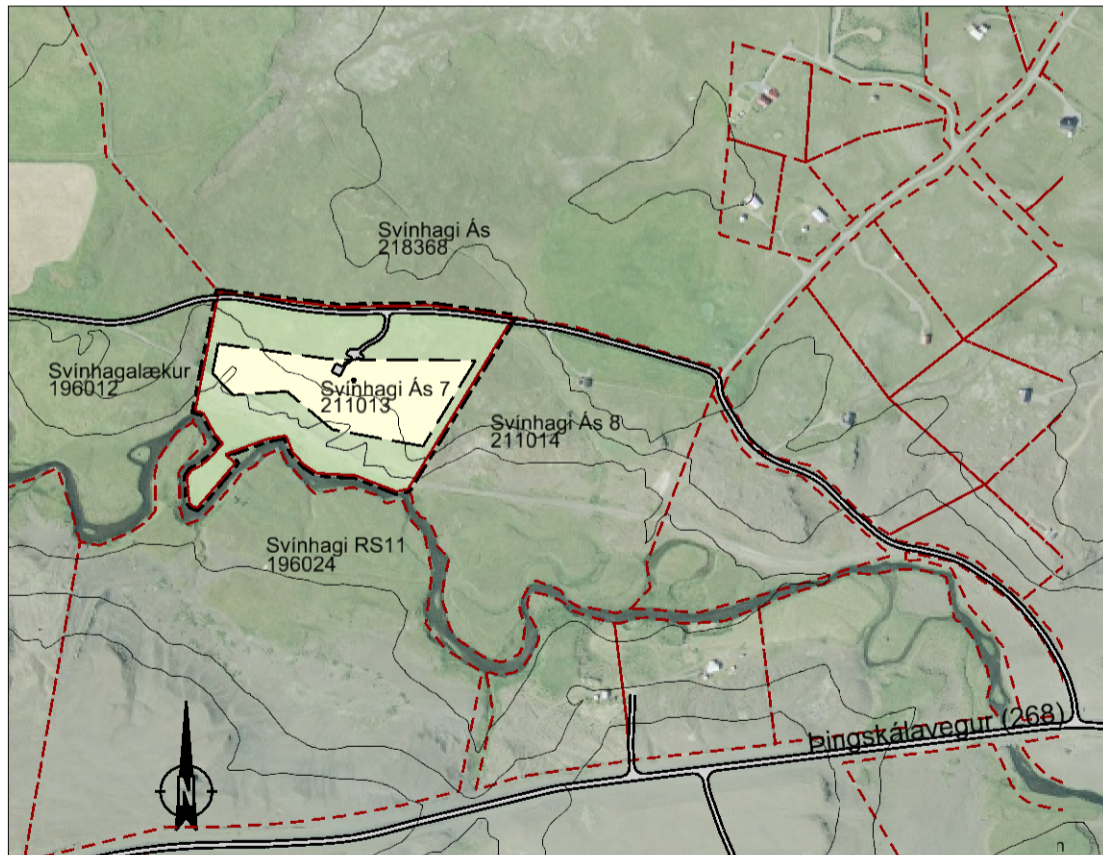 Svínhagi Ás
218368
Svínhagalækur
196012
Svínhagi Ás 7
211013
Svínhagi Ás 8
211014
Svínhagi RS11
196024
Þingskálavegur (268)
N